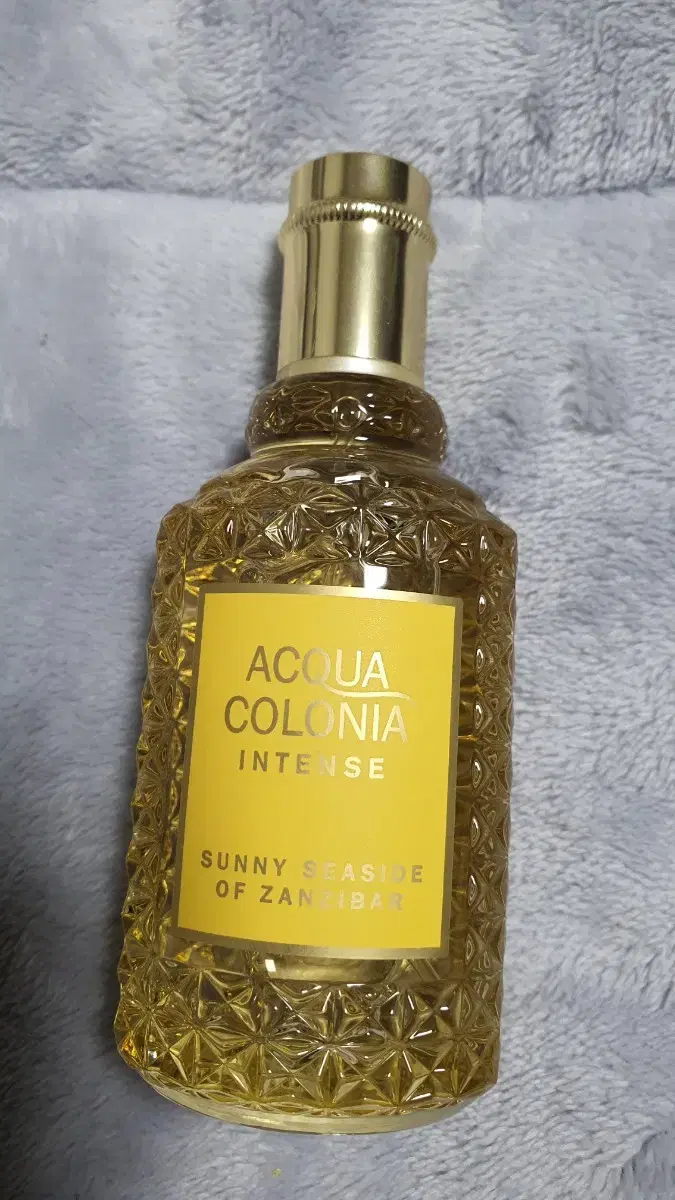 ACQUA
COLONIA
INTENSE
SUNNY SEASIDE
OF ZANZIBAR